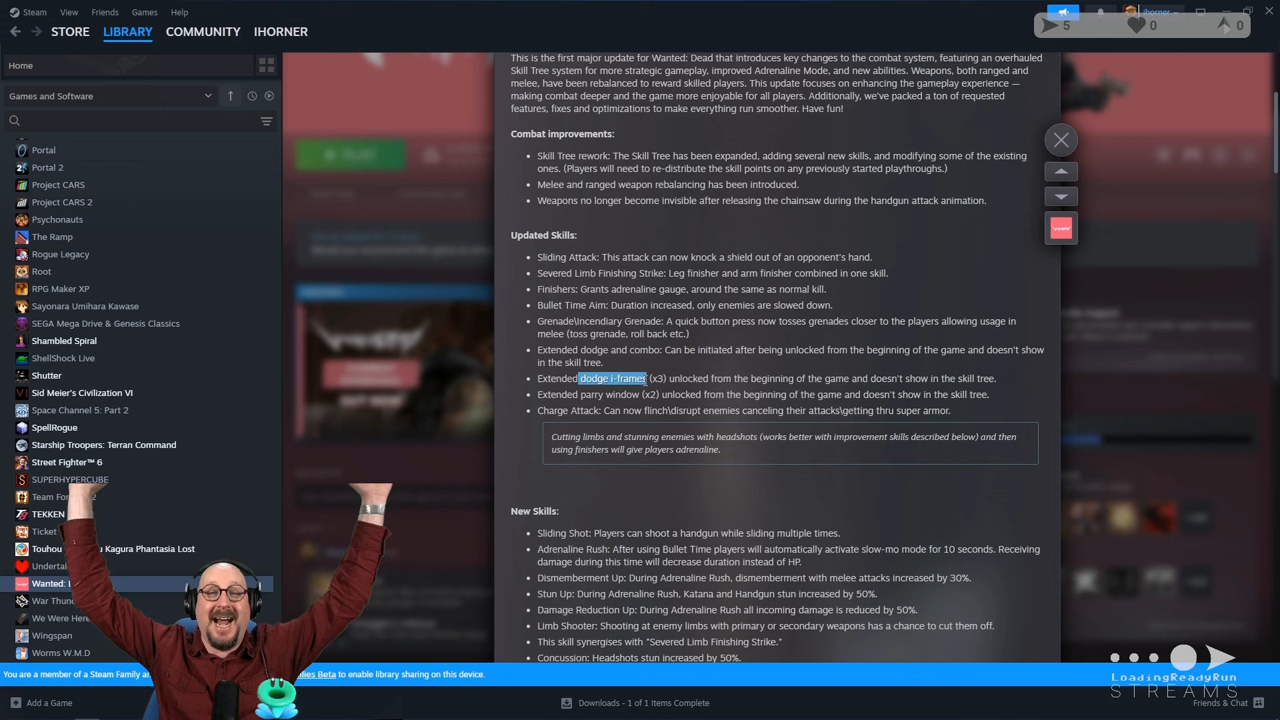 Steam View Friends Games Help
jhorner
STORE LIBRARY COMMUNITY IHORNER
5 0 0
Home
Games and Software
Portal
Portal 2
Project CARS
Project CARS 2
Psychonauts
The Ramp
Rogue Legacy
Root
RPG Maker XP
Sayonara Umihara Kawase
SEGA Mega Drive & Genesis Classics
Shambled Spiral
ShellShock Live
Shutter
Sid Meier's Civilization VI
Space Channel 5: Part 2
SpellRogue
Starship Troopers: Terran Command
Street Fighter™ 6
SUPERHYPERCUBE
Team For 2
TEKKEN
Ticket
Touhou Kagura Phantasia Lost
Undertal
Wanted:
War Thun
We Were Here
Wingspan
Worms W.M.D
This is the first major update for Wanted: Dead that introduces key changes to the combat system, featuring an overhauled
Skill Tree system for more strategic gameplay, improved Adrenaline Mode, and new abilities. Weapons, both ranged and
melee, have been rebalanced to reward skilled players. This update focuses on enhancing the gameplay experience —
making combat deeper and the game more enjoyable for all players. Additionally, we've packed a ton of requested
features, fixes and optimizations to make everything run smoother. Have fun!
Combat improvements:
• Skill Tree rework: The Skill Tree has been expanded, adding several new skills, and modifying some of the existing
ones. (Players will need to re-distribute the skill points on any previously started playthroughs.)
• Melee and ranged weapon rebalancing has been introduced.
• Weapons no longer become invisible after releasing the chainsaw during the handgun attack animation.
Updated Skills:
• Sliding Attack: This attack can now knock a shield out of an opponent's hand.
• Severed Limb Finishing Strike: Leg finisher and arm finisher combined in one skill.
• Finishers: Grants adrenaline gauge, around the same as normal kill.
• Bullet Time Aim: Duration increased, only enemies are slowed down.
• Grenade\Incendiary Grenade: A quick button press now tosses grenades closer to the players allowing usage in
melee (toss grenade, roll back etc.)
• Extended dodge and combo: Can be initiated after being unlocked from the beginning of the game and doesn't show
in the skill tree.
• Extended dodge i-frames (x3) unlocked from the beginning of the game and doesn't show in the skill tree.
• Extended parry window (x2) unlocked from the beginning of the game and doesn't show in the skill tree.
• Charge Attack: Can now flinch\disrupt enemies canceling their attacks\getting thru super armor.
Cutting limbs and stunning enemies with headshots (works better with improvement skills described below) and then
using finishers will give players adrenaline.
New Skills:
• Sliding Shot: Players can shoot a handgun while sliding multiple times.
• Adrenaline Rush: After using Bullet Time players will automatically activate slow-mo mode for 10 seconds. Receiving
damage during this time will decrease duration instead of HP.
• Dismemberment Up: During Adrenaline Rush, dismemberment with melee attacks increased by 30%.
• Stun Up: During Adrenaline Rush, Katana and Handgun stun increased by 50%.
• Damage Reduction Up: During Adrenaline Rush all incoming damage is reduced by 50%.
• Limb Shooter: Shooting at enemy limbs with primary or secondary weapons has a chance to cut them off.
• This skill synergises with "Severed Limb Finishing Strike."
• Concussion: Headshots stun increased by 50%.
You are a member of a Steam Family an
ifies Beta to enable library sharing on this device.
LoadingReadyRun
STREAMS
Add a Game
Downloads - 1 of 1 Items Complete
Friends & Chat